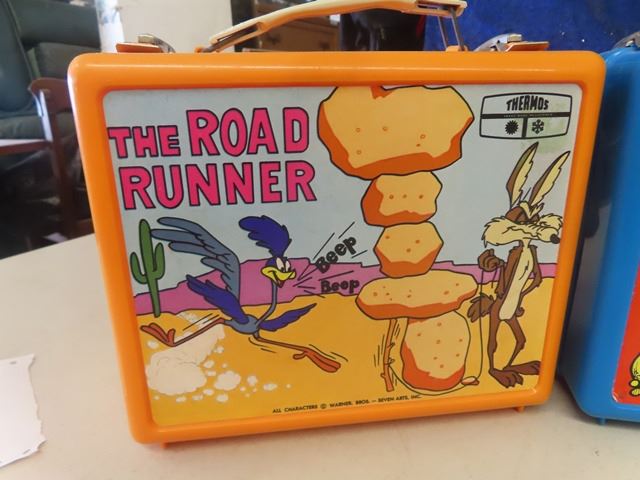 THE ROAD
RUNNER
THERMOS
Beep
Beep
ALL CHARACTERS © WARNER. BROS. — SEVEN ARTS, INC.